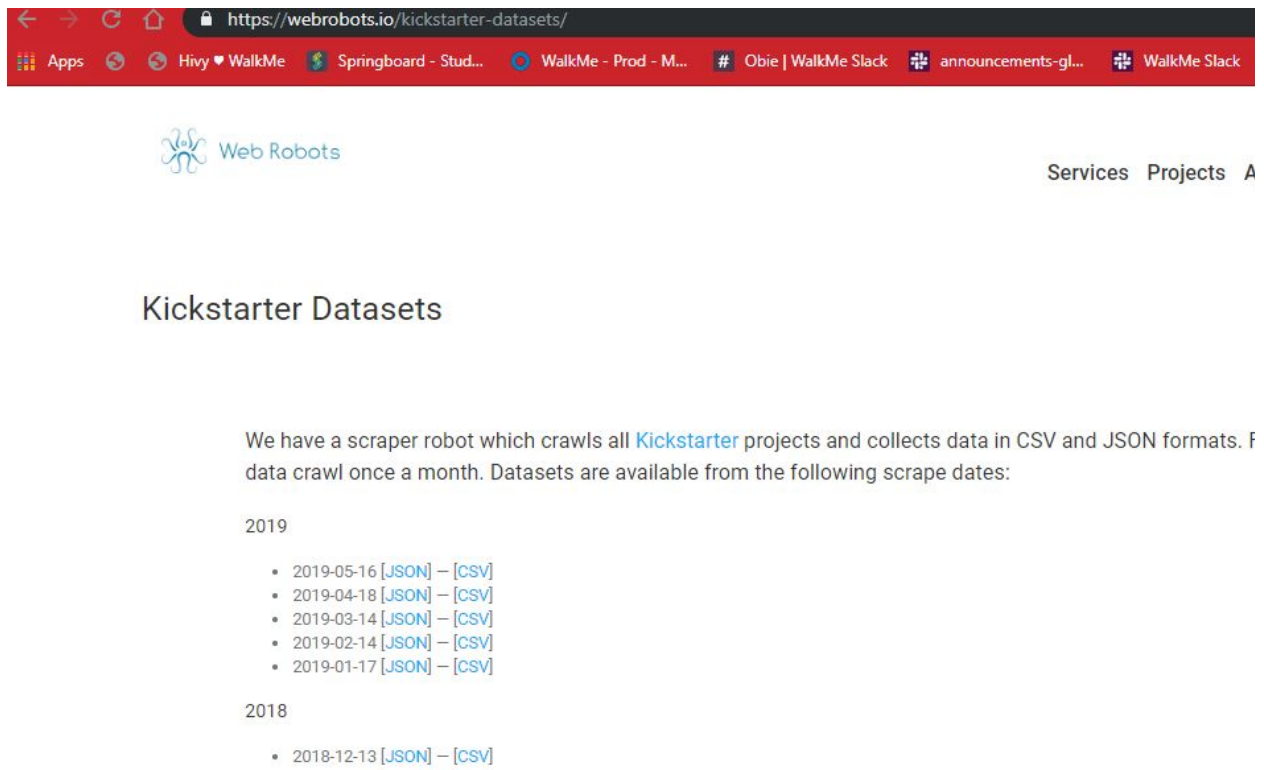 https://webrobots.io/kickstarter-datasets/
Apps Hivy ♥ WalkMe Springboard - Stud... WalkMe - Prod - M... # Obie | WalkMe Slack announcements-gl... WalkMe Slack
Web Robots
Services Projects A
Kickstarter Datasets
We have a scraper robot which crawls all Kickstarter projects and collects data in CSV and JSON formats. F
data crawl once a month. Datasets are available from the following scrape dates:
2019
• 2019-05-16 [JSON] — [CSV]
• 2019-04-18 [JSON] — [CSV]
• 2019-03-14 [JSON] — [CSV]
• 2019-02-14 [JSON] — [CSV]
• 2019-01-17 [JSON] — [CSV]
2018
• 2018-12-13 [JSON] — [CSV]